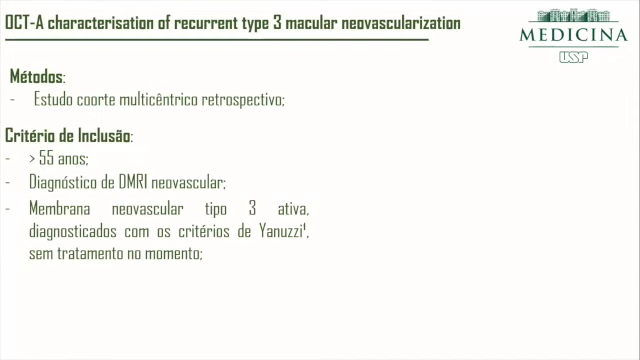 OCT-A characterisation of recurrent type 3 macular neovascularization
MEDICINA
USP
Métodos:
- Estudo coorte multicêntrico retrospectivo;
Critério de Inclusão:
- > 55 anos;
- Diagnóstico de DMRI neovascular;
- Membrana neovascular tipo 3 ativa,
diagnosticados com os critérios de Yanuzzi¹,
sem tratamento no momento;